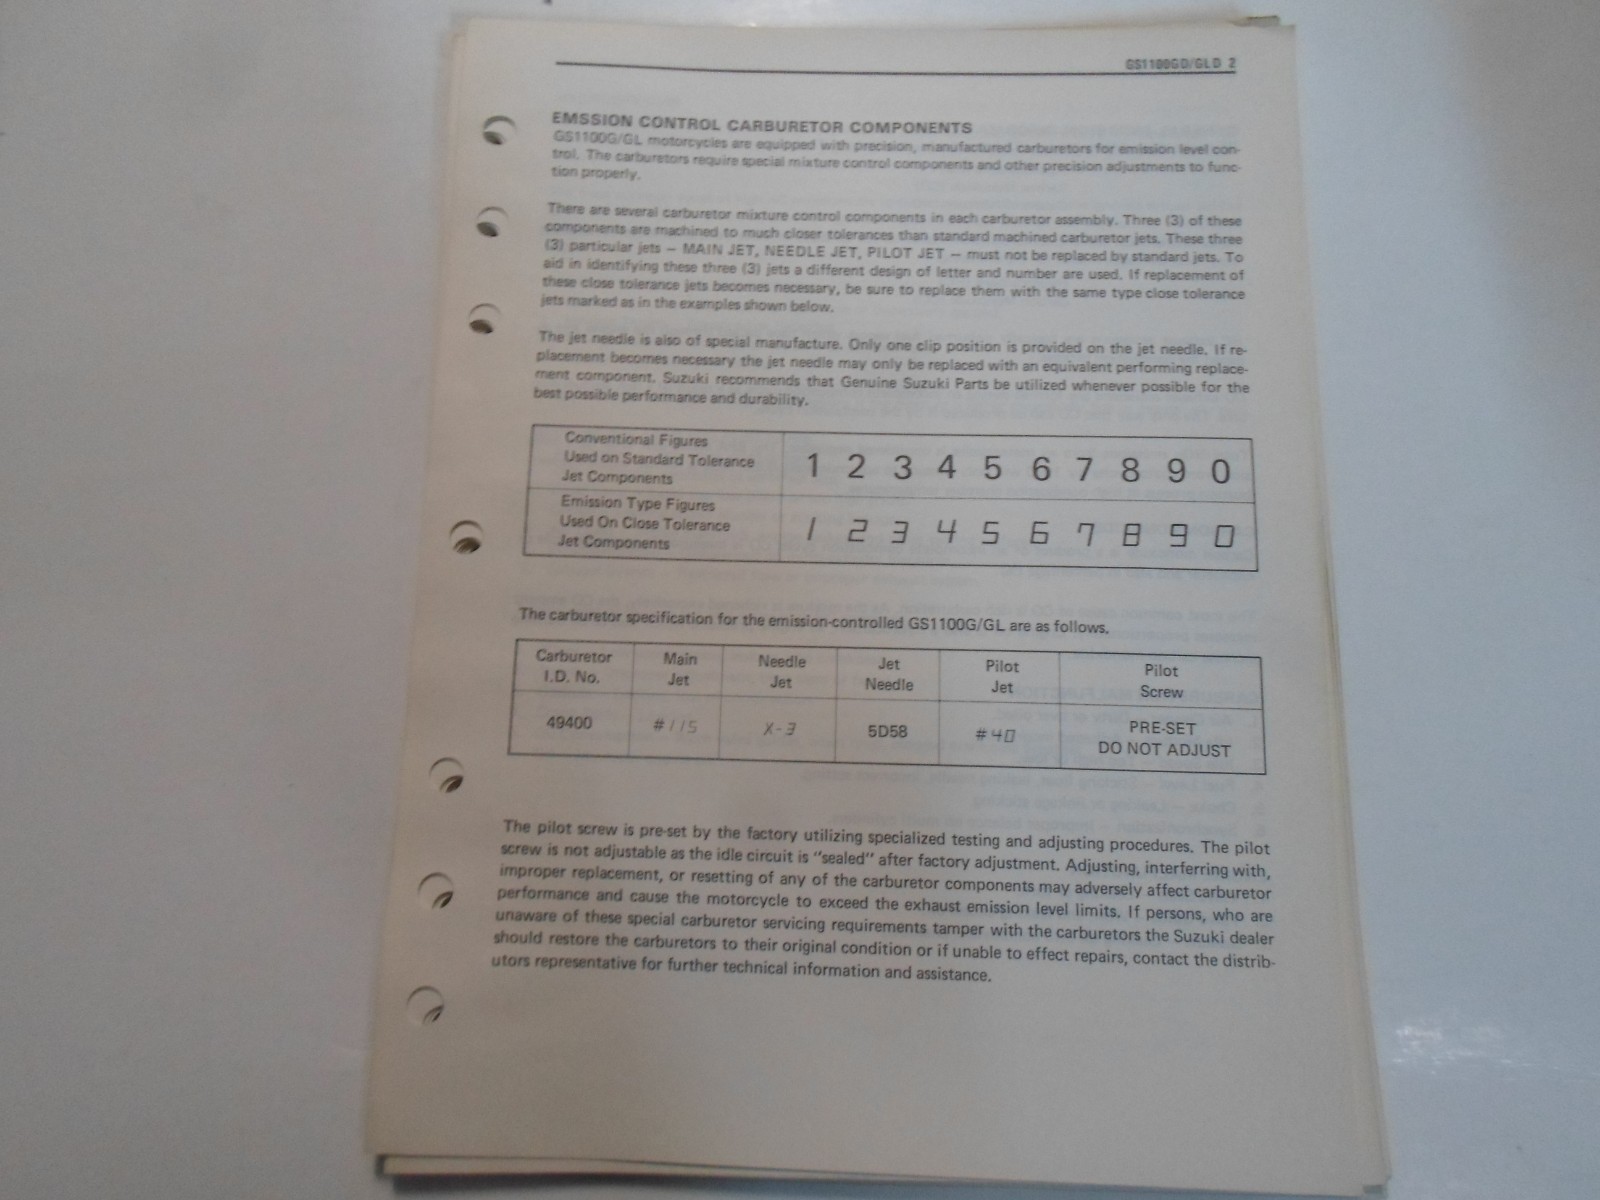 GS1100GD/GLD 2
EMSSION CONTROL CARBURETOR COMPONENTS
GS1100G/GL motorcycles are equipped with precision, manufactured carburetors for emission level con-
trol. The carburetors require special mixture control components and other precision adjustments to func-
tion properly.
There are several carburetor mixture control components in each carburetor assembly. Three (3) of these
components are machined to much closer tolerances than standard machined carburetor jets. These three
(3) particular jets — MAIN JET, NEEDLE JET, PILOT JET — must not be replaced by standard jets. To
aid in identifying these three (3) jets a different design of letter and number are used. If replacement of
these close tolerance jets becomes necessary, be sure to replace them with the same type close tolerance
jets marked as in the examples shown below.
The jet needle is also of special manufacture. Only one clip position is provided on the jet needle. If re-
placement becomes necessary the jet needle may only be replaced with an equivalent performing replace-
ment component. Suzuki recommends that Genuine Suzuki Parts be utilized whenever possible for the
best possible performance and durability.
Conventional Figures
Used on Standard Tolerance
Jet Components
1 2 3 4 5 6 7 8 9 0
Emission Type Figures
Used On Close Tolerance
Jet Components
1 2 3 4 5 6 7 8 9 0
The carburetor specification for the emission-controlled GS1100G/GL are as follows.
Carburetor I.D. No. Main Jet Needle Jet Jet Needle Pilot Jet Pilot Screw
49400 #115 X-3 5D58 #40 PRE-SET DO NOT ADJUST
The pilot screw is pre-set by the factory utilizing specialized testing and adjusting procedures. The pilot
screw is not adjustable as the idle circuit is "sealed" after factory adjustment. Adjusting, interferring with,
improper replacement, or resetting of any of the carburetor components may adversely affect carburetor
performance and cause the motorcycle to exceed the exhaust emission level limits. If persons, who are
unaware of these special carburetor servicing requirements tamper with the carburetors the Suzuki dealer
should restore the carburetors to their original condition or if unable to effect repairs, contact the distrib-
utors representative for further technical information and assistance.